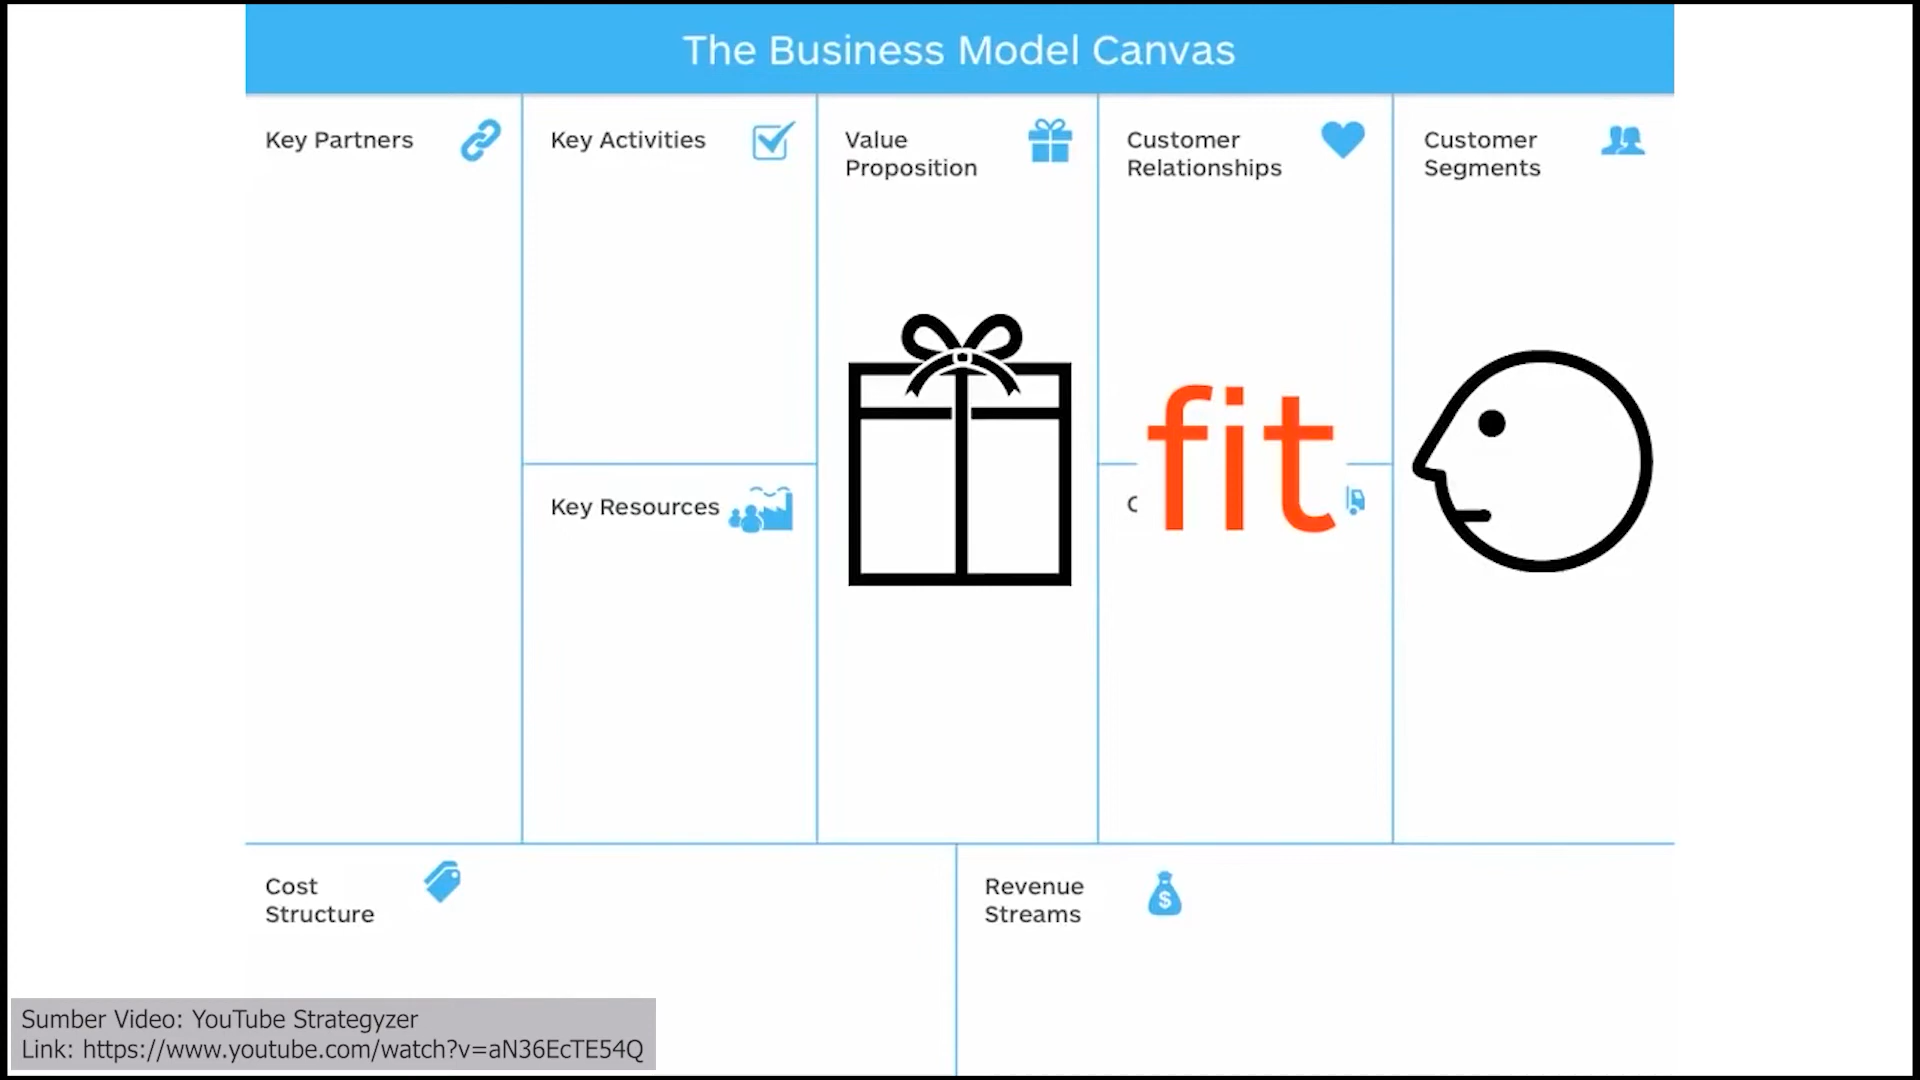 The Business Model Canvas
Key Partners
Key Activities
Value
Proposition
Customer
Relationships
Customer
Segments
fit
Key Resources
C
Cost
Structure
Revenue
Streams
$
Sumber Video: YouTube Strategyzer
Link: https://www.youtube.com/watch?v=aN36EcTE54Q